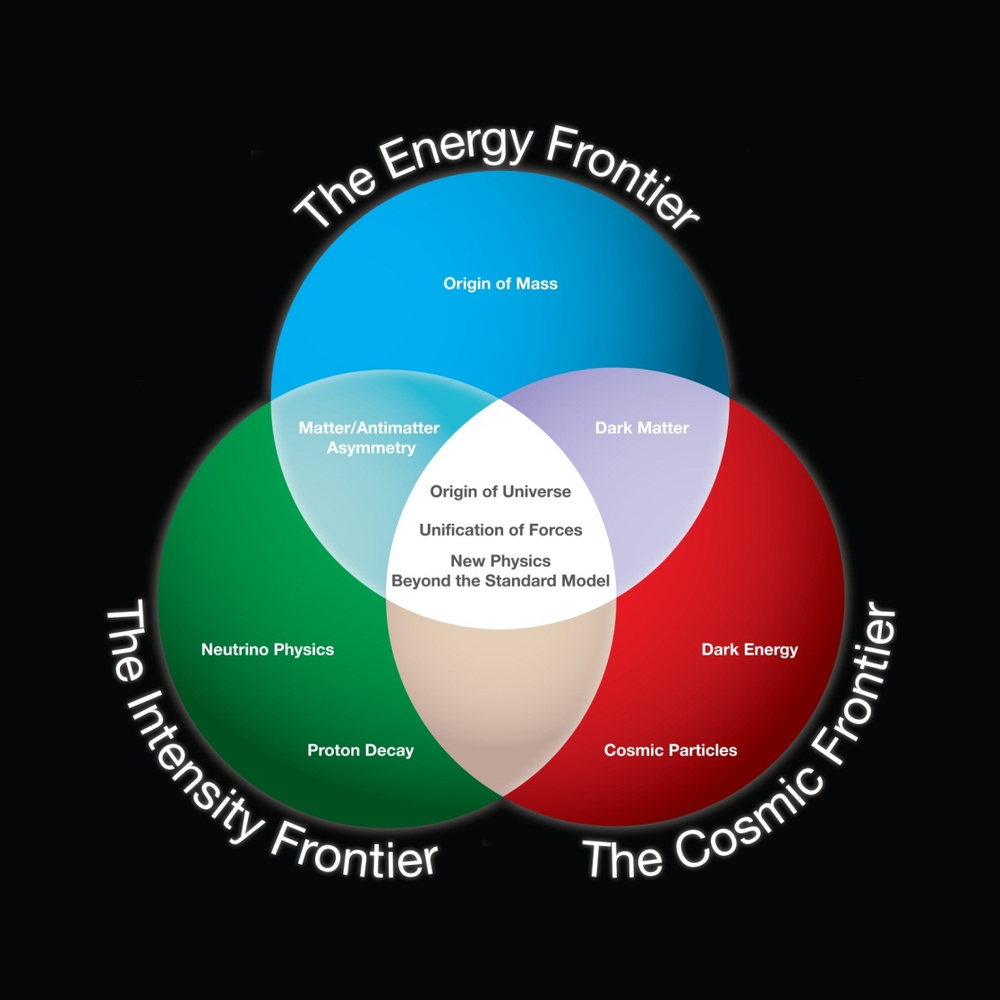 The Energy Frontier
Origin of Mass
Matter/Antimatter
Asymmetry
Dark Matter
Origin of Universe
Unification of Forces
New Physics
Beyond the Standard Model
Neutrino Physics
Dark Energy
Proton Decay
Cosmic Particles
The Intensity Frontier
The Cosmic Frontier